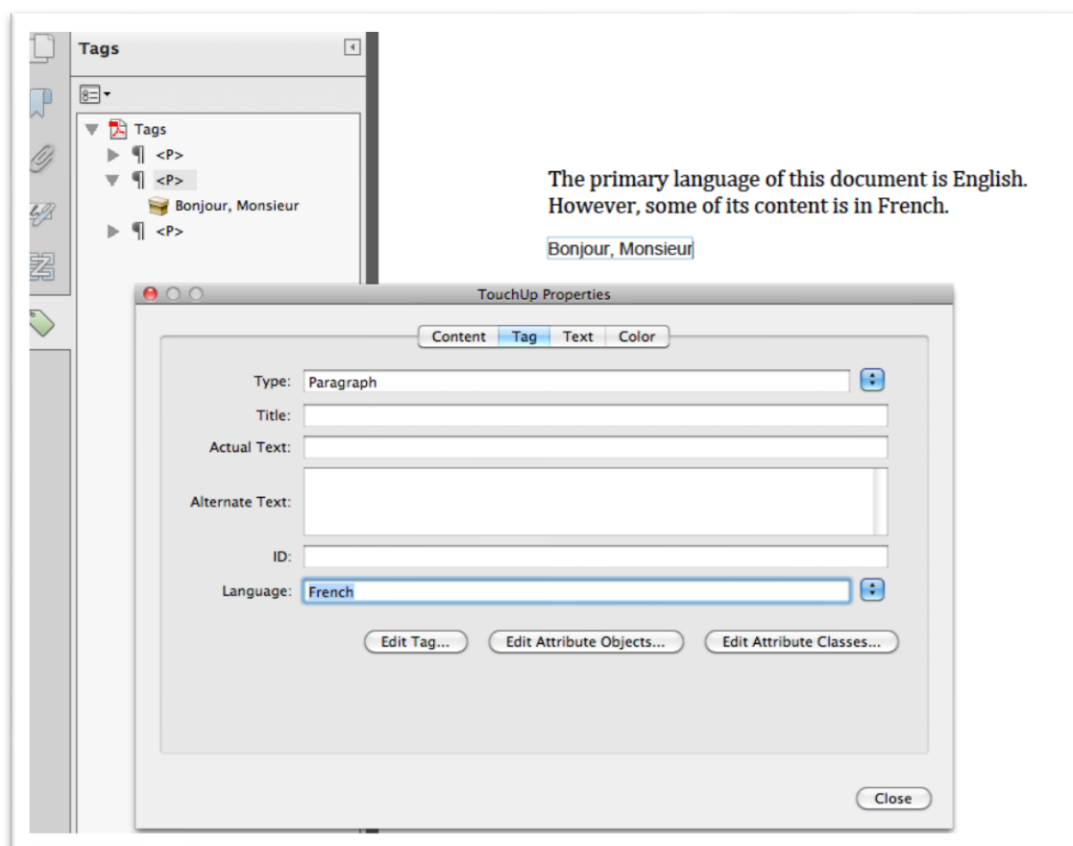 Tags
Tags
<P>
<P>
Bonjour, Monsieur
<P>
The primary language of this document is English.
However, some of its content is in French.
Bonjour, Monsieur
TouchUp Properties
Content Tag Text Color
Type: Paragraph
Title:
Actual Text:
Alternate Text:
ID:
Language: French
Edit Tag... Edit Attribute Objects... Edit Attribute Classes...
Close